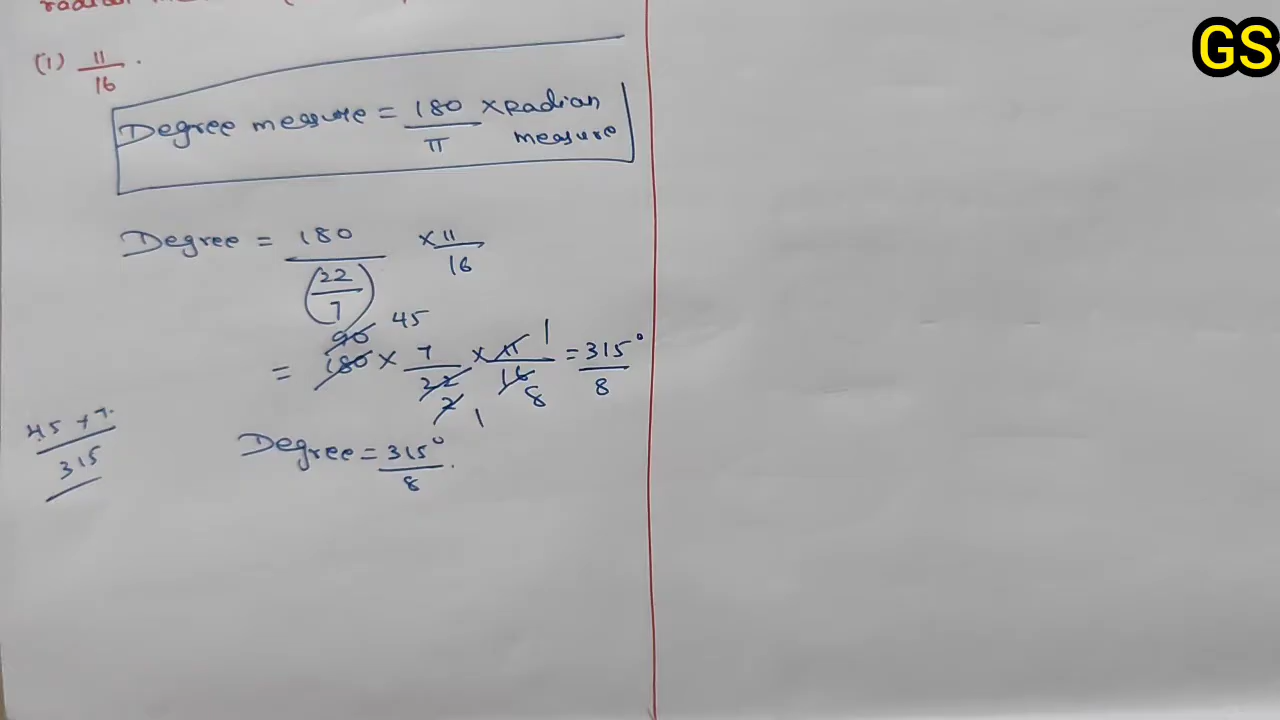 GS
(1) 11/16 .
Degree measure = 180/π × Radian measure
Degree = 180/(22/7) × 11/16
90 45
= 180 × 7/22 × 11/16 = 315°/8
2 1 1 8
45 × 7
315
Degree = 315°/8 .